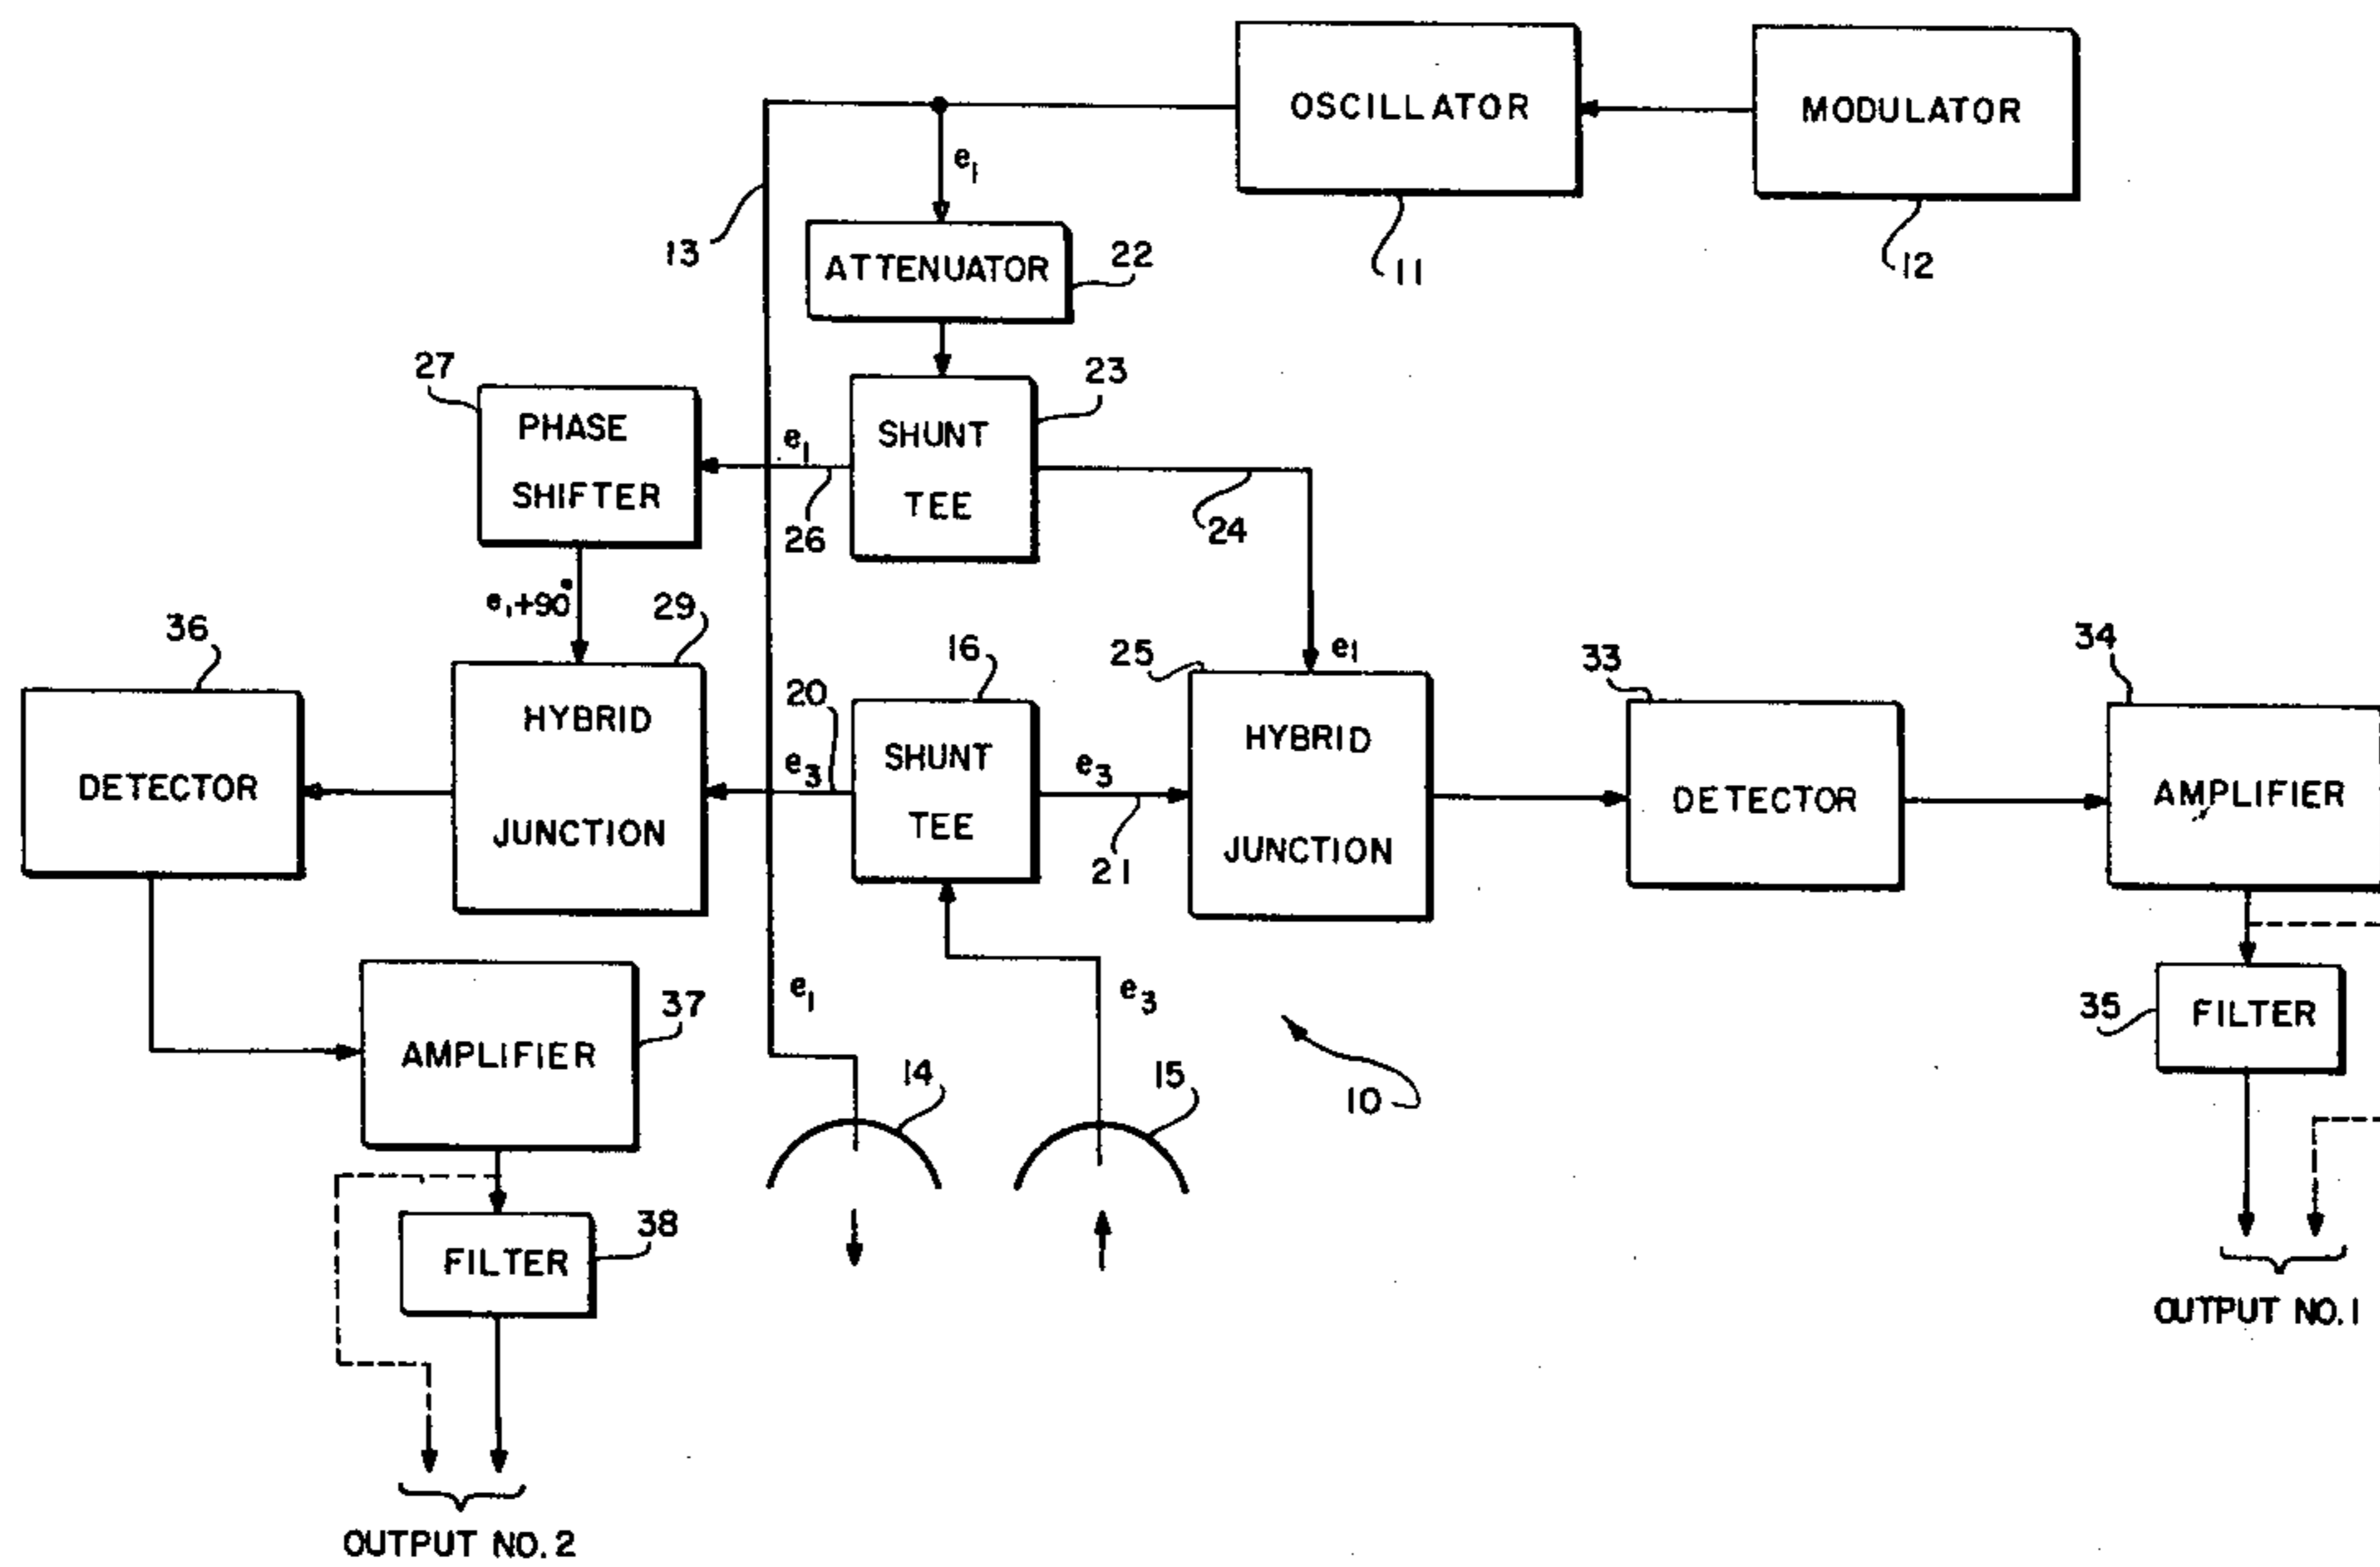 OSCILLATOR
MODULATOR
e1
13
ATTENUATOR
22
11
12
27
PHASE
SHIFTER
e1
26
23
SHUNT
TEE
24
e1+90°
29
36
16
25
e1
33
34
DETECTOR
HYBRID
JUNCTION
20
e3
SHUNT
TEE
e3
21
HYBRID
JUNCTION
DETECTOR
AMPLIFIER
37
AMPLIFIER
e1
e3
14
15
10
35
FILTER
38
FILTER
OUTPUT NO. 1
OUTPUT NO. 2